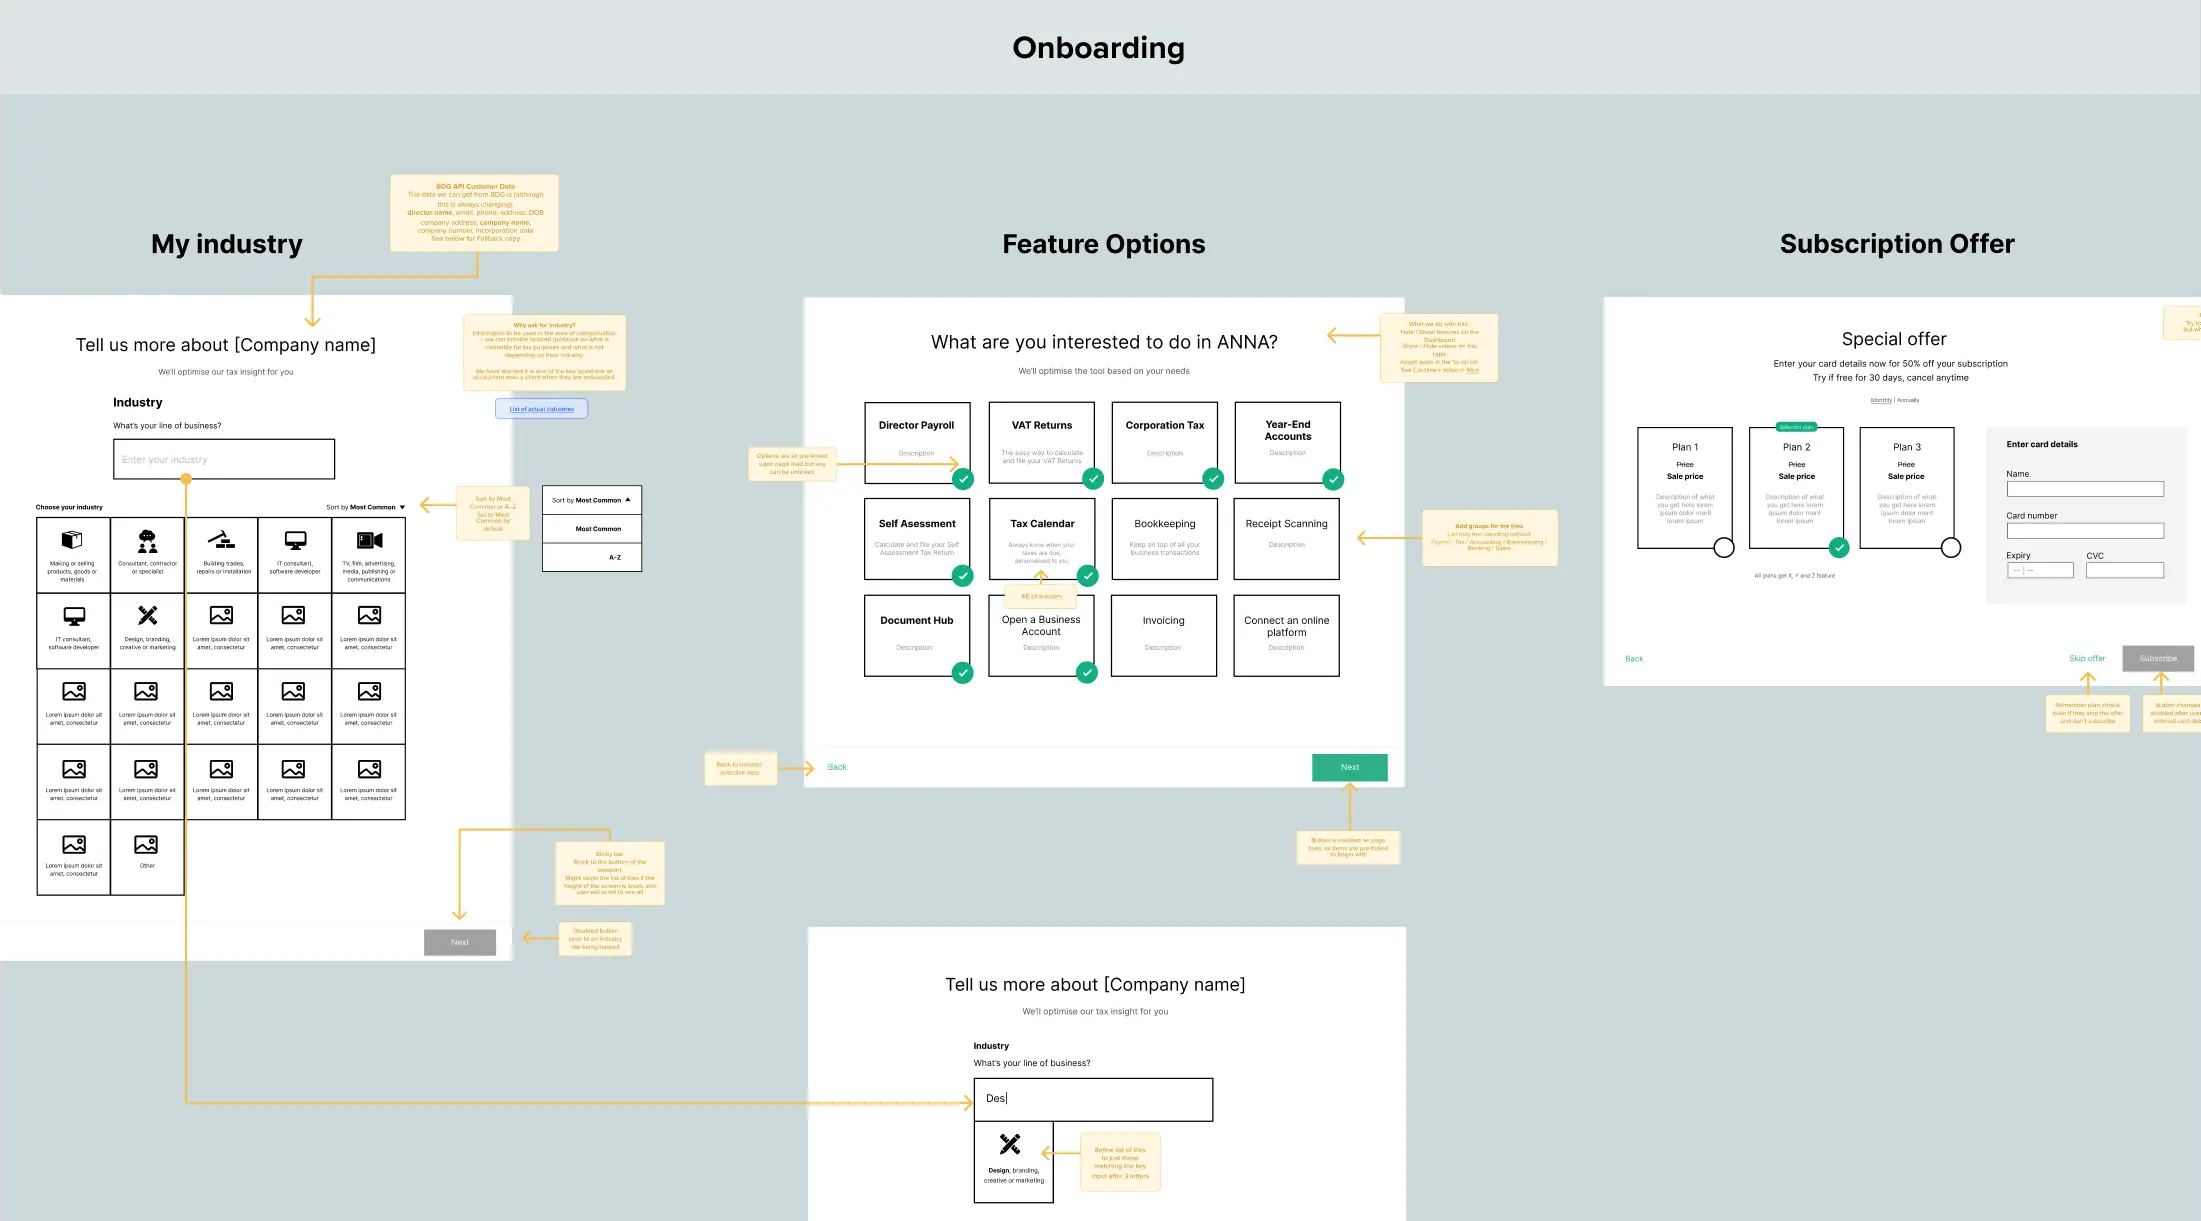 Onboarding
My industry
BDG API Customer Data
The data we can get from BDG is (although
this is always changing):
director name, email, phone, address, DOB
company address, company name,
company number, incorporation date
See below for Fallback copy
Tell us more about [Company name]
We'll optimise our tax insight for you
Why ask for industry?
Information to be used in the area of categorisation
—we can provide tailored guidance on what is
claimable for tax purposes and what is not
depending on their industry.
We have learned it is one of the key questions an
accountant asks a client when they are onboarded.
List of actual industries
Industry
What's your line of business?
Enter your industry
Choose your industry
Sort by Most Common
Sort by Most
Common or A-Z
Set to Most
Common by
default
Sort by Most Common
Most Common
A-Z
Making or selling
products, goods or
materials
Consultant, contractor
or specialist
Building trades,
repairs or installation
IT consultant,
software developer
TV, film, advertising,
media, publishing or
communications
IT consultant,
software developer
Design, branding,
creative or marketing
Lorem ipsum dolor sit
amet, consectetur
Lorem ipsum dolor sit
amet, consectetur
Lorem ipsum dolor sit
amet, consectetur
Lorem ipsum dolor sit
amet, consectetur
Lorem ipsum dolor sit
amet, consectetur
Lorem ipsum dolor sit
amet, consectetur
Lorem ipsum dolor sit
amet, consectetur
Lorem ipsum dolor sit
amet, consectetur
Lorem ipsum dolor sit
amet, consectetur
Lorem ipsum dolor sit
amet, consectetur
Lorem ipsum dolor sit
amet, consectetur
Lorem ipsum dolor sit
amet, consectetur
Lorem ipsum dolor sit
amet, consectetur
Lorem ipsum dolor sit
amet, consectetur
Other
Sticky bar
Stuck to the bottom of the
viewport.
Might cover the list of tiles if the
height of the screen is short, and
user will scroll to see all
Next
Disabled button
prior to an industry
tile being tapped
Feature Options
What are you interested to do in ANNA?
We'll optimise the tool based on your needs
What we do with this:
Hide / Show features on the
Dashboard
Show / Hide videos on this
topic
Adapt tasks in the "to do list"
See Caroline's notes in Miro
Options are all pre-ticked
upon page load but any
can be unticked
Director Payroll
Description
VAT Returns
The easy way to calculate
and file your VAT Returns
Corporation Tax
Description
Year-End
Accounts
Description
Self Asessment
Calculate and file your Self
Assessment Tax Return
Tax Calendar
Always know when your
taxes are due,
personalised to you
60 characters
Bookkeeping
Keep on top of all your
business transactions
Receipt Scanning
Description
Add groups for the tiles
List may feel daunting without
Payroll / Tax / Accounting / Bookkeeping /
Banking / Sales
Document Hub
Description
Open a Business
Account
Description
Invoicing
Description
Connect an online
platform
Description
Back to industry
selection step
Back
Next
Button is enabled on page
load, as items are pre-ticked
to begin with
Tell us more about [Company name]
We'll optimise our tax insight for you
Industry
What's your line of business?
Des
Design, branding,
creative or marketing
Refine list of tiles
to just those
matching the key
input after 3 letters
Subscription Offer
Special offer
Enter your card details now for 50% off your subscription
Try if free for 30 days, cancel anytime
Monthly | Annually
Selected plan
Plan 1
Price
Sale price
Description of what
you get here lorem
ipsum dolor merit
lorem ipsum
Plan 2
Price
Sale price
Description of what
you get here lorem
ipsum dolor merit
lorem ipsum
Plan 3
Price
Sale price
Description of what
you get here lorem
ipsum dolor merit
lorem ipsum
All plans get X, Y and Z feature
Enter card details
Name
Card number
Expiry
CVC
-- | --
Back
Skip offer
Subscribe
Remember plan choice
even if they skip the offer
and don't subscribe
Button changes
enabled after user
entered card